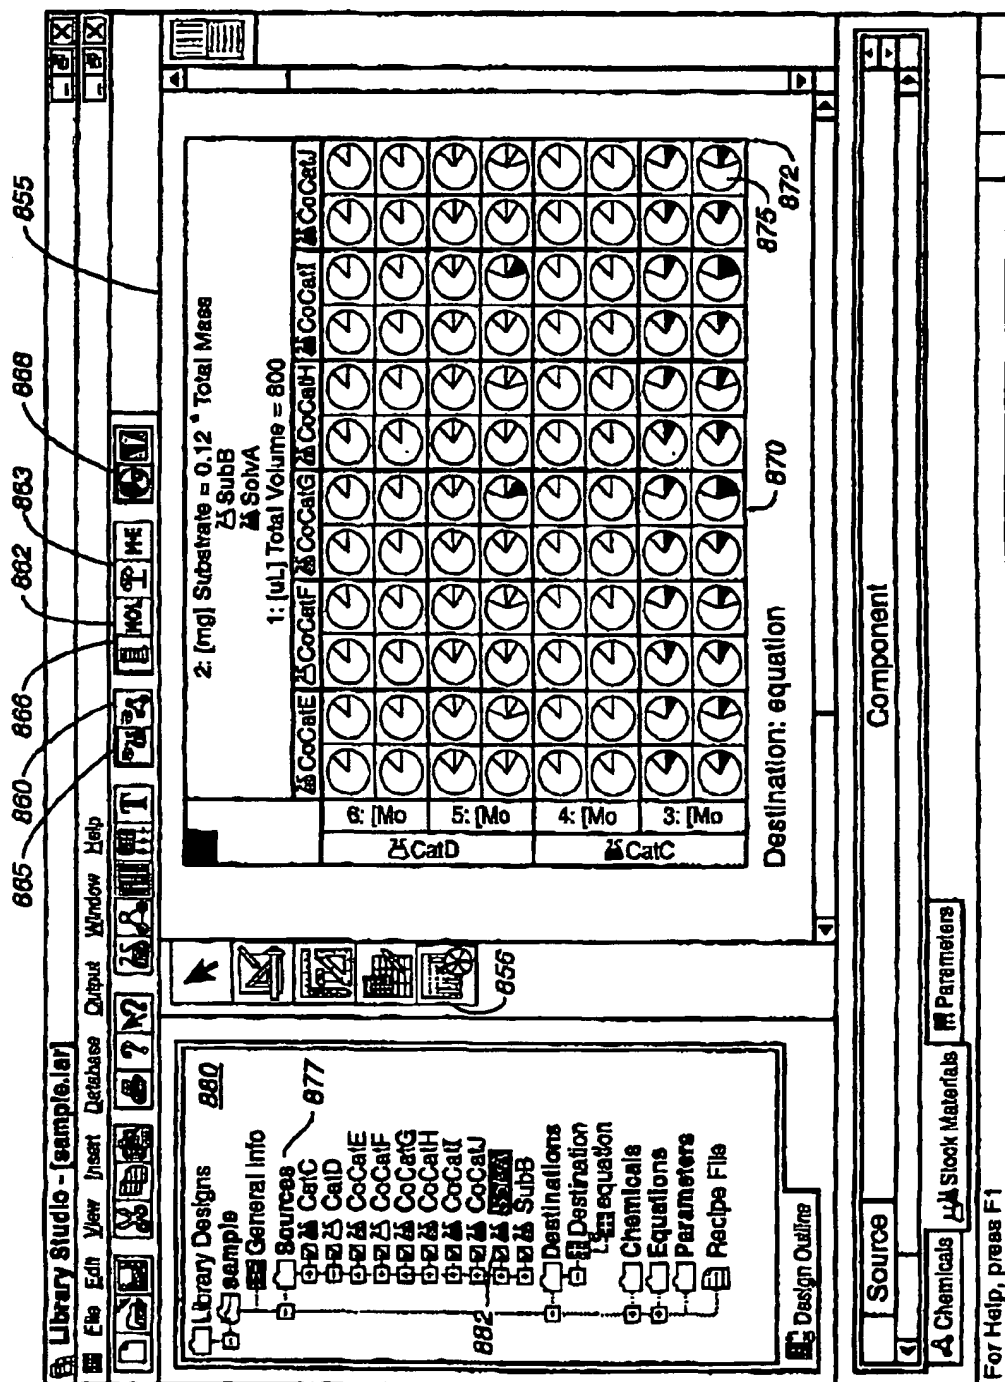 855
868
863
862
866
860
865
Library Studio - [sample.lar]
File Edit View Insert Database Output Window Help
? ? T MOL
880
Library Designs
sample
General Info
Sources
877
CatC
CatD
CoCatE
CoCatF
CoCatG
CoCatH
CoCatI
CoCatJ
SubB
882
Destinations
Destination
equation
Chemicals
Equations
Parameters
Recipe File
Design Outline
856
2: [mg] Substrate = 0.12 * Total Mass
SubB
SolvA
1: [uL] Total Volume = 800
CoCatE CoCatF CoCatG CoCatH CoCatI CoCatJ
CatD
6: [Mo
5: [Mo
CatC
4: [Mo
3: [Mo
875
872
870
Destination: equation
Source Component
Chemicals Stock Materials Parameters
For Help, press F1